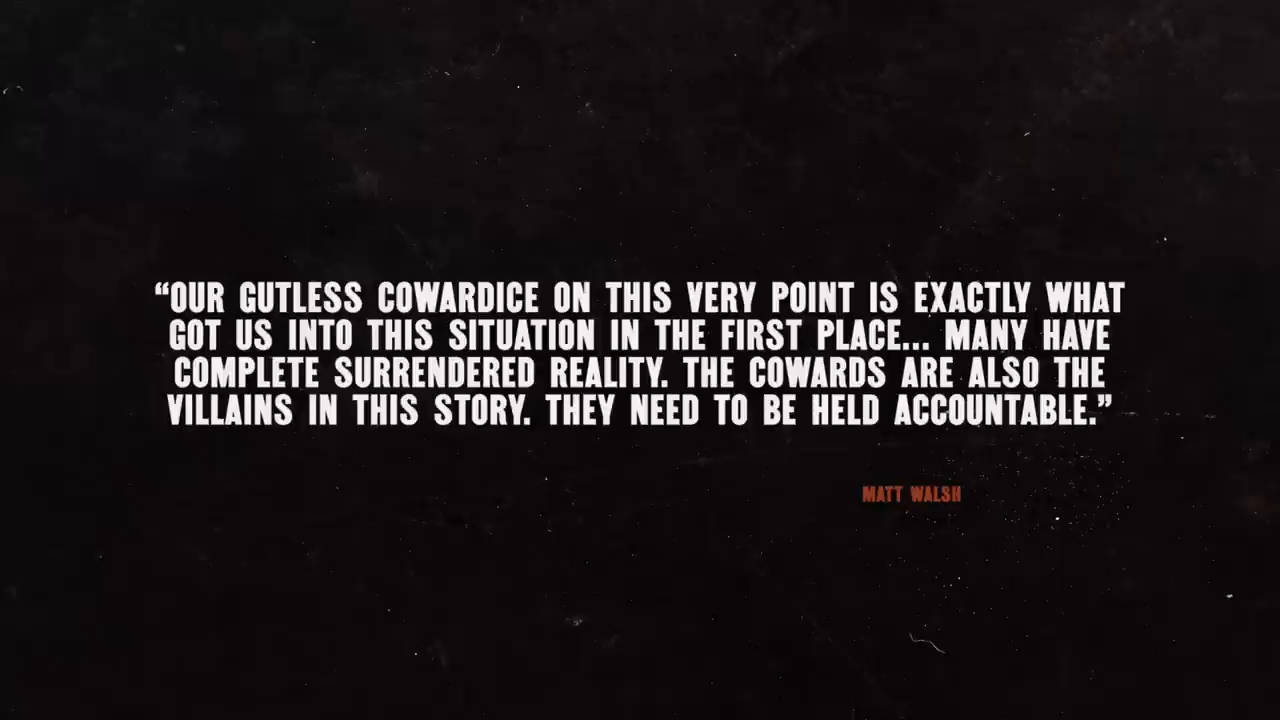 “OUR GUTLESS COWARDICE ON THIS VERY POINT IS EXACTLY WHAT
GOT US INTO THIS SITUATION IN THE FIRST PLACE... MANY HAVE
COMPLETE SURRENDERED REALITY. THE COWARDS ARE ALSO THE
VILLAINS IN THIS STORY. THEY NEED TO BE HELD ACCOUNTABLE.”
MATT WALSH